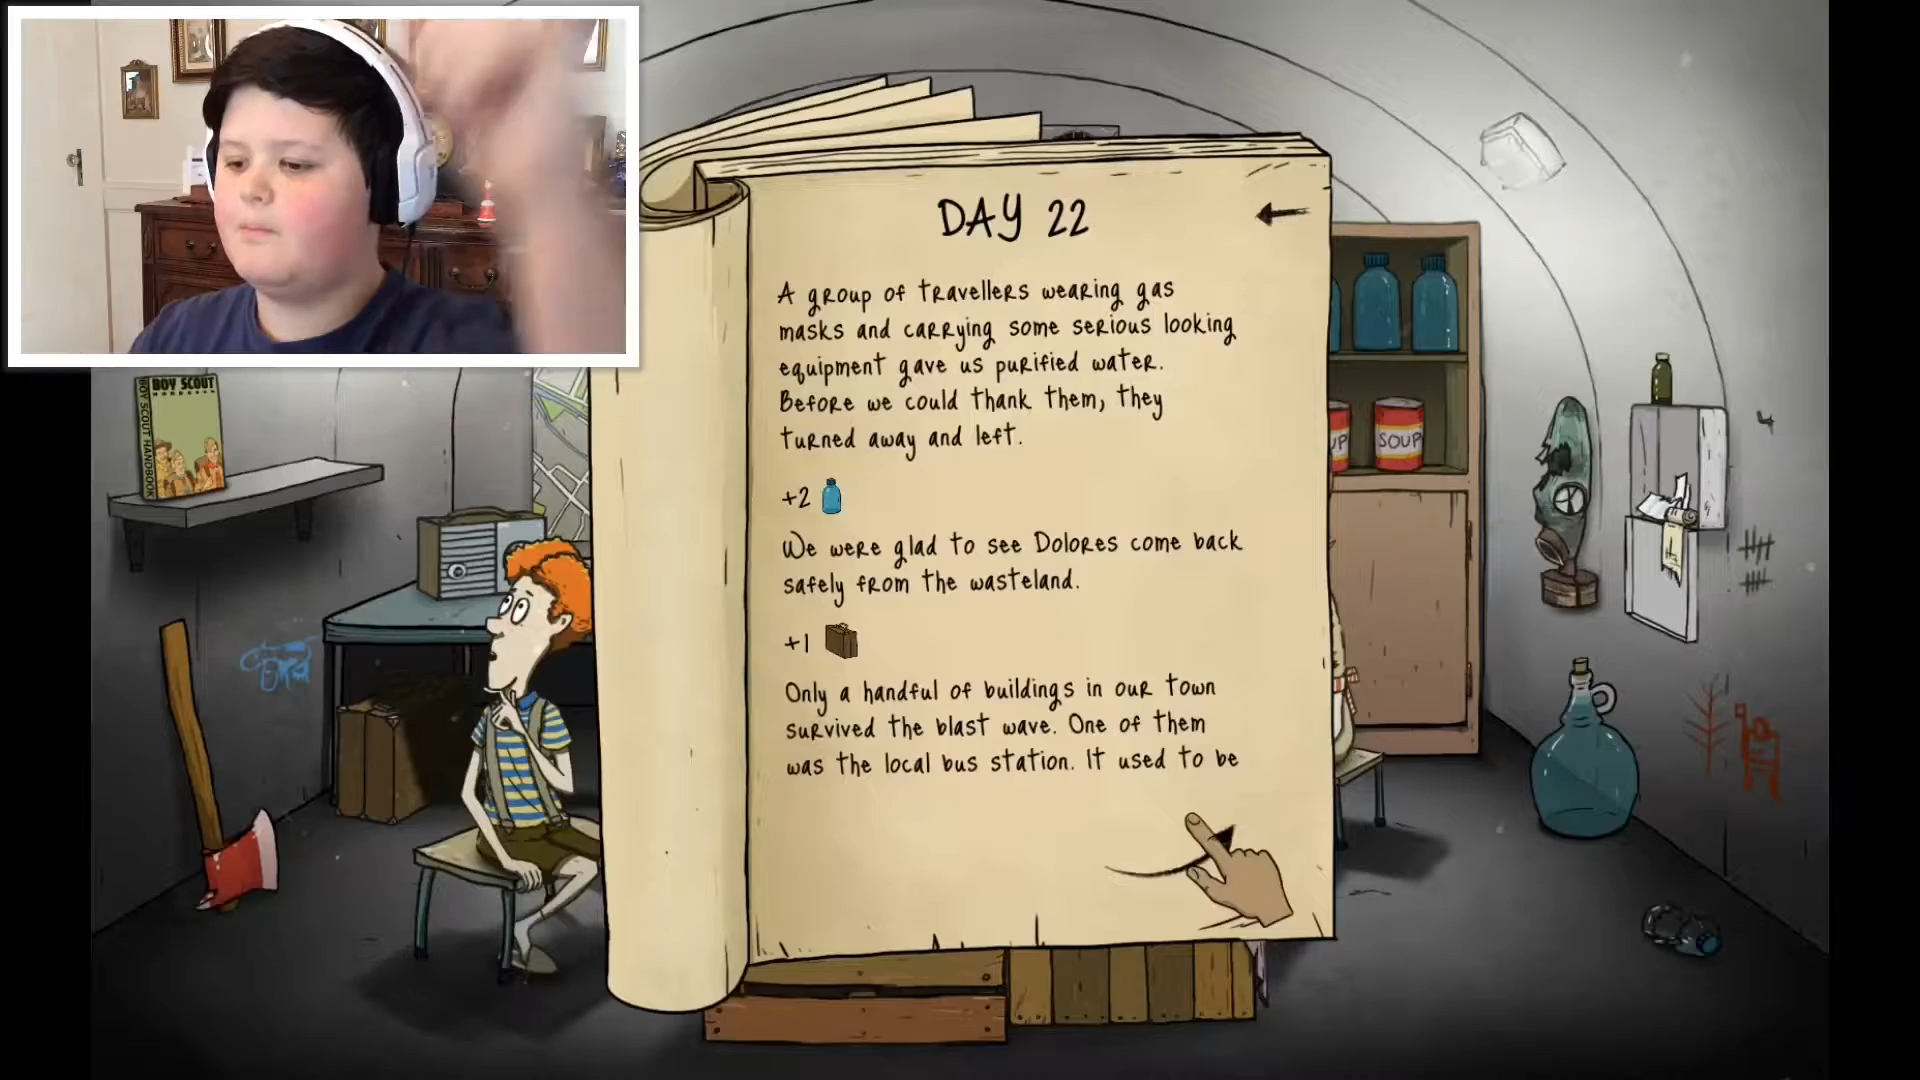 BOY SCOUT
BOY SCOUT HANDBOOK
DAY 22
A group of travellers wearing gas
masks and carrying some serious looking
equipment gave us purified water.
Before we could thank them, they
turned away and left.
+2
We were glad to see Dolores come back
safely from the wasteland.
+1
Only a handful of buildings in our town
survived the blast wave. One of them
was the local bus station. It used to be
UP
SOUP